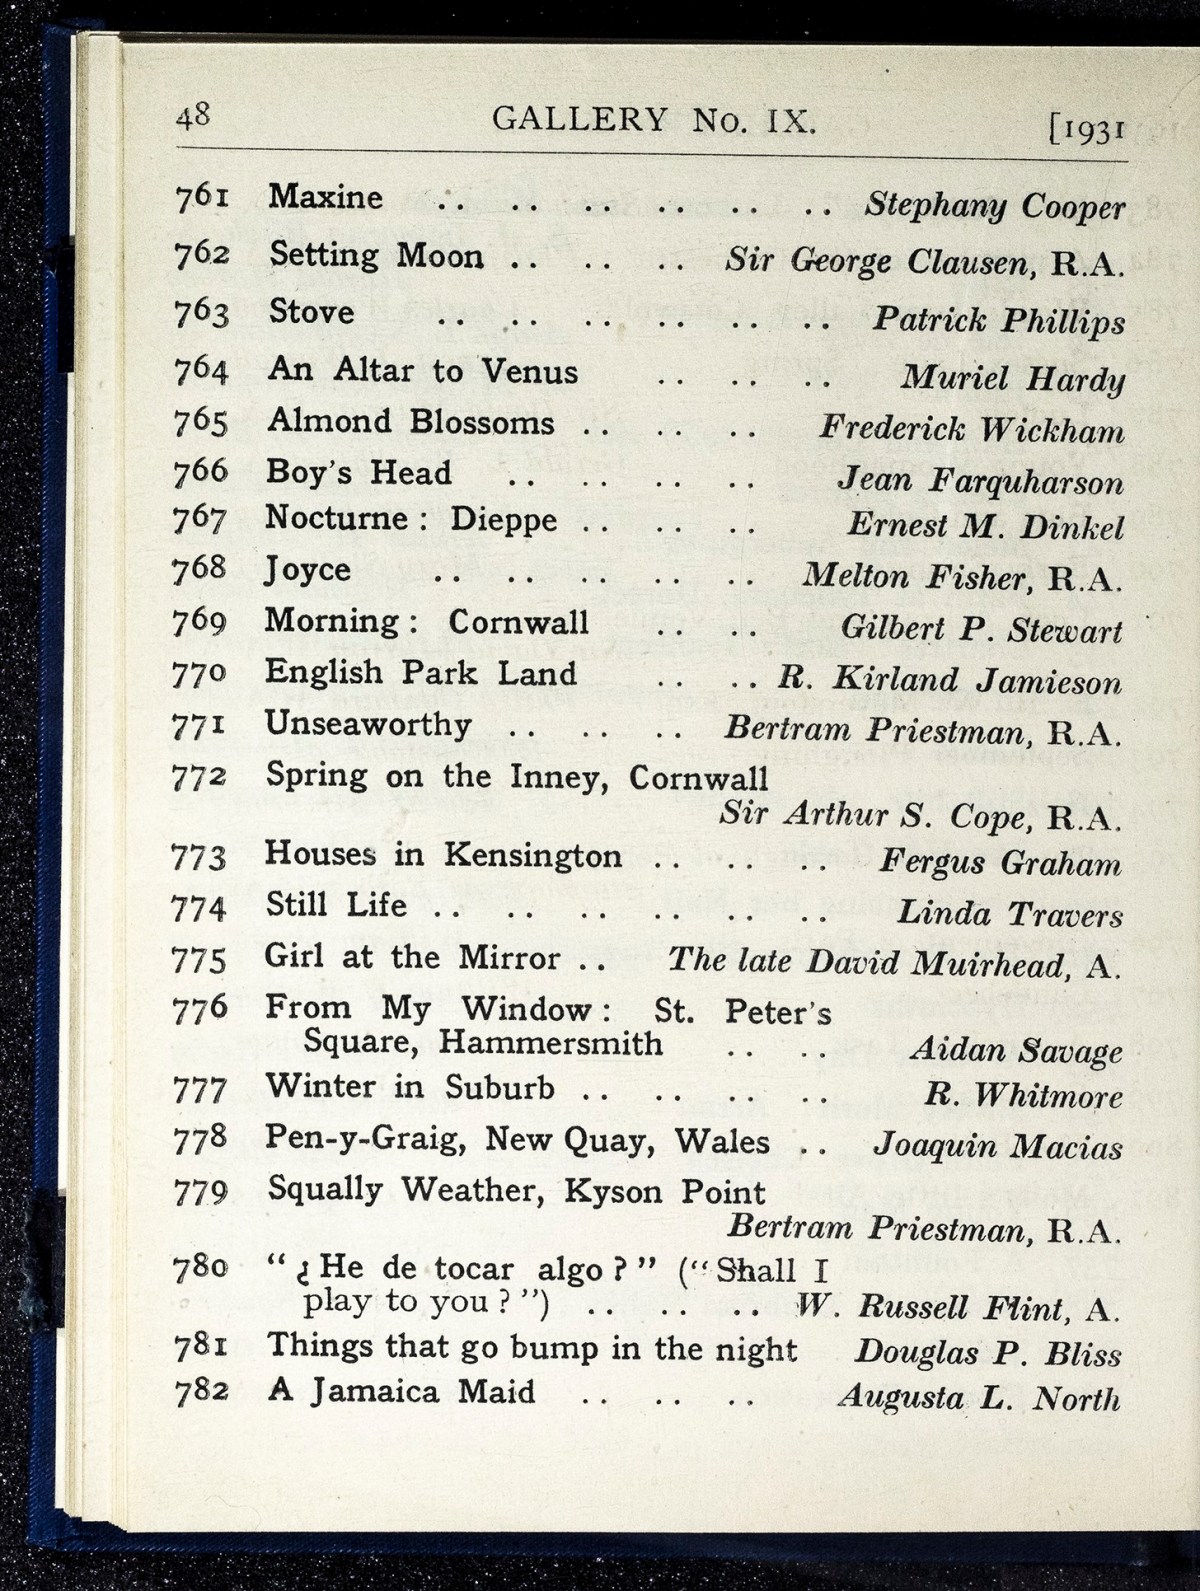 48 GALLERY No. IX. [1931
761 Maxine .. .. .. .. .. .. Stephany Cooper
762 Setting Moon .. .. .. Sir George Clausen, R.A.
763 Stove .. .. .. .. .. .. Patrick Phillips
764 An Altar to Venus .. .. .. Muriel Hardy
765 Almond Blossoms .. .. .. Frederick Wickham
766 Boy's Head .. .. .. .. Jean Farquharson
767 Nocturne : Dieppe .. .. .. Ernest M. Dinkel
768 Joyce .. .. .. .. .. Melton Fisher, R.A.
769 Morning : Cornwall .. .. Gilbert P. Stewart
770 English Park Land .. .. R. Kirland Jamieson
771 Unseaworthy .. .. .. Bertram Priestman, R.A.
772 Spring on the Inney, Cornwall
Sir Arthur S. Cope, R.A.
773 Houses in Kensington .. .. .. Fergus Graham
774 Still Life .. .. .. .. .. .. Linda Travers
775 Girl at the Mirror .. The late David Muirhead, A.
776 From My Window : St. Peter's
Square, Hammersmith .. .. Aidan Savage
777 Winter in Suburb .. .. .. .. R. Whitmore
778 Pen-y-Graig, New Quay, Wales .. Joaquin Macias
779 Squally Weather, Kyson Point
Bertram Priestman, R.A.
780 “ ¿ He de tocar algo ? ” (“ Shall I
play to you ? ”) .. .. .. W. Russell Flint, A.
781 Things that go bump in the night Douglas P. Bliss
782 A Jamaica Maid .. .. .. Augusta L. North